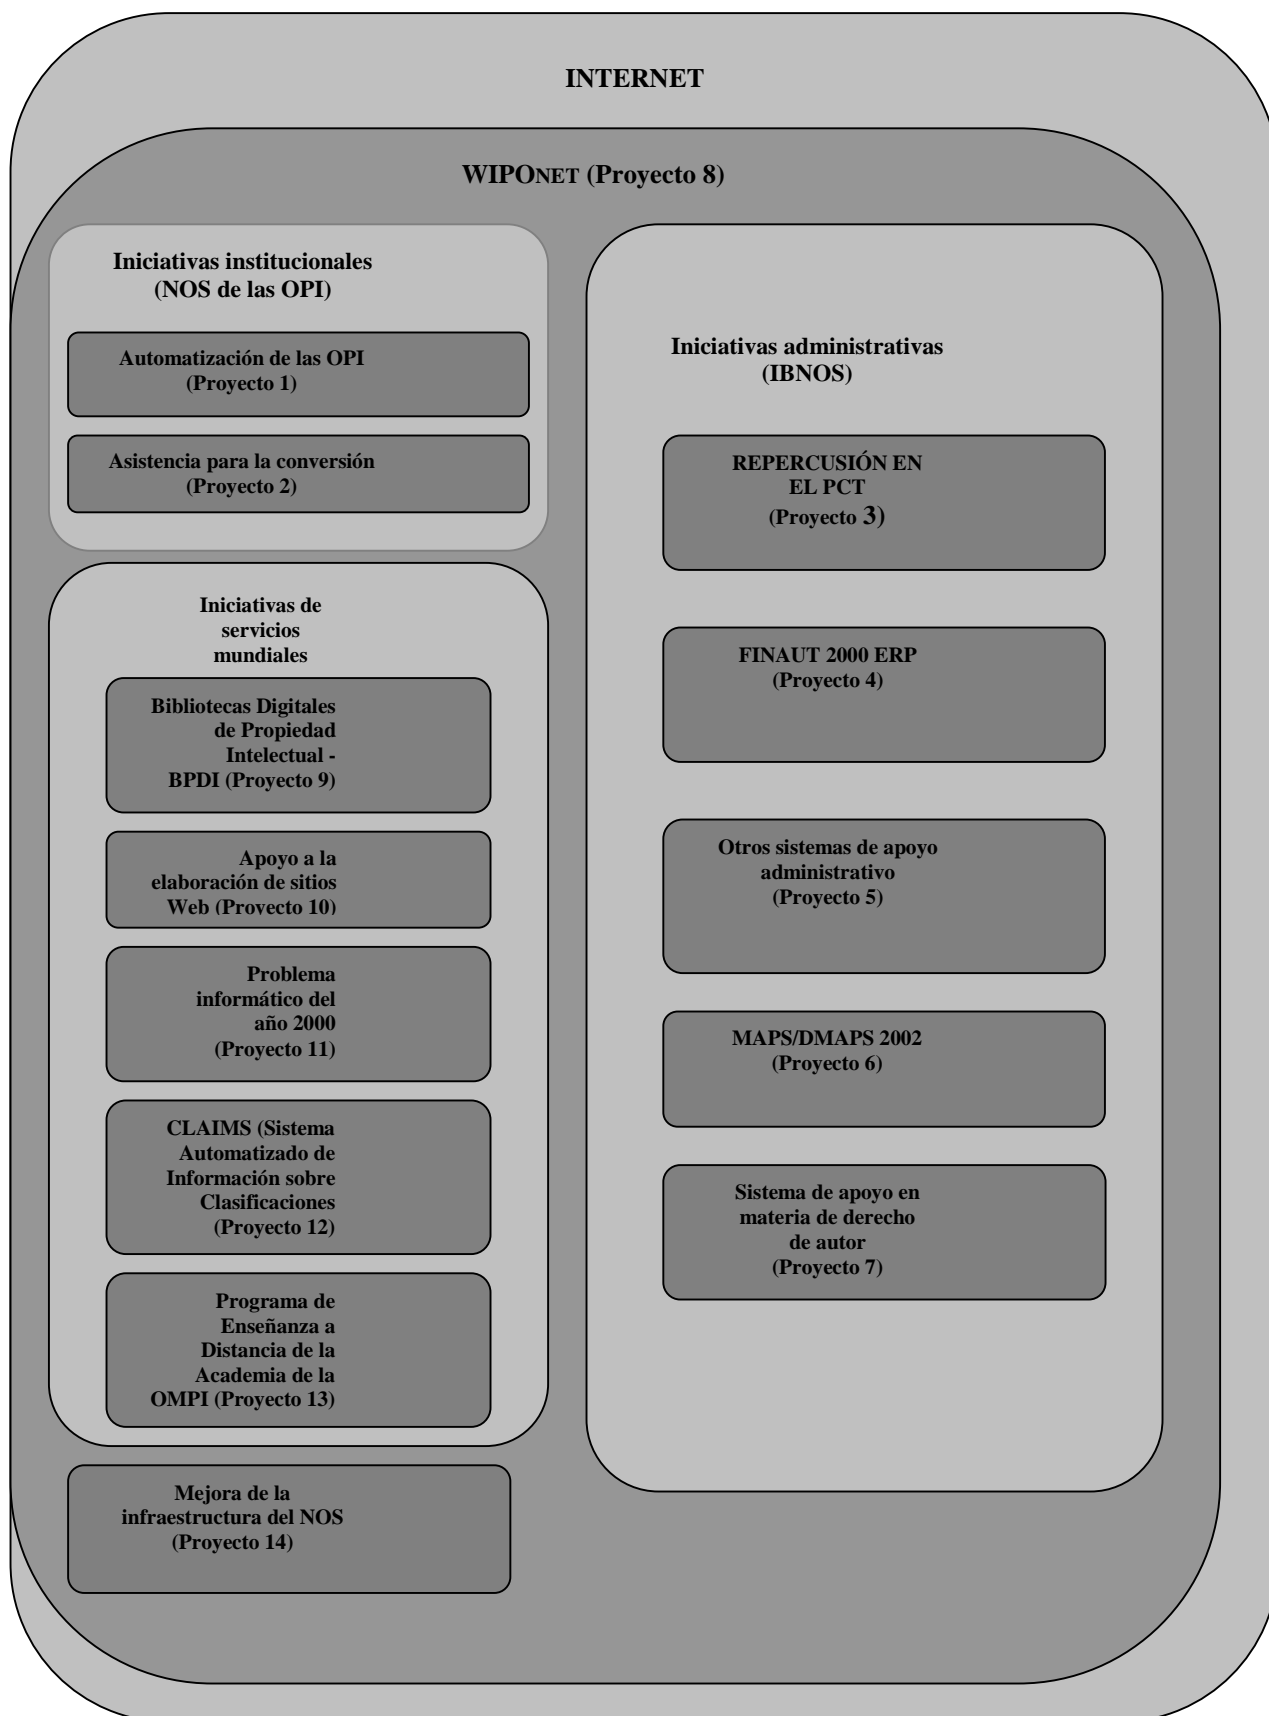 INTERNET
WIPONET (Proyecto 8)
Iniciativas institucionales
(NOS de las OPI)
Automatización de las OPI
(Proyecto 1)
Asistencia para la conversión
(Proyecto 2)
Iniciativas de
servicios
mundiales
Bibliotecas Digitales
de Propiedad
Intelectual -
BPDI (Proyecto 9)
Apoyo a la
elaboración de sitios
Web (Proyecto 10)
Problema
informático del
año 2000
(Proyecto 11)
CLAIMS (Sistema
Automatizado de
Información sobre
Clasificaciones
(Proyecto 12)
Programa de
Enseñanza a
Distancia de la
Academia de la
OMPI (Proyecto 13)
Mejora de la
infraestructura del NOS
(Proyecto 14)
Iniciativas administrativas
(IBNOS)
REPERCUSIÓN EN
EL PCT
(Proyecto 3)
FINAUT 2000 ERP
(Proyecto 4)
Otros sistemas de apoyo
administrativo
(Proyecto 5)
MAPS/DMAPS 2002
(Proyecto 6)
Sistema de apoyo en
materia de derecho
de autor
(Proyecto 7)